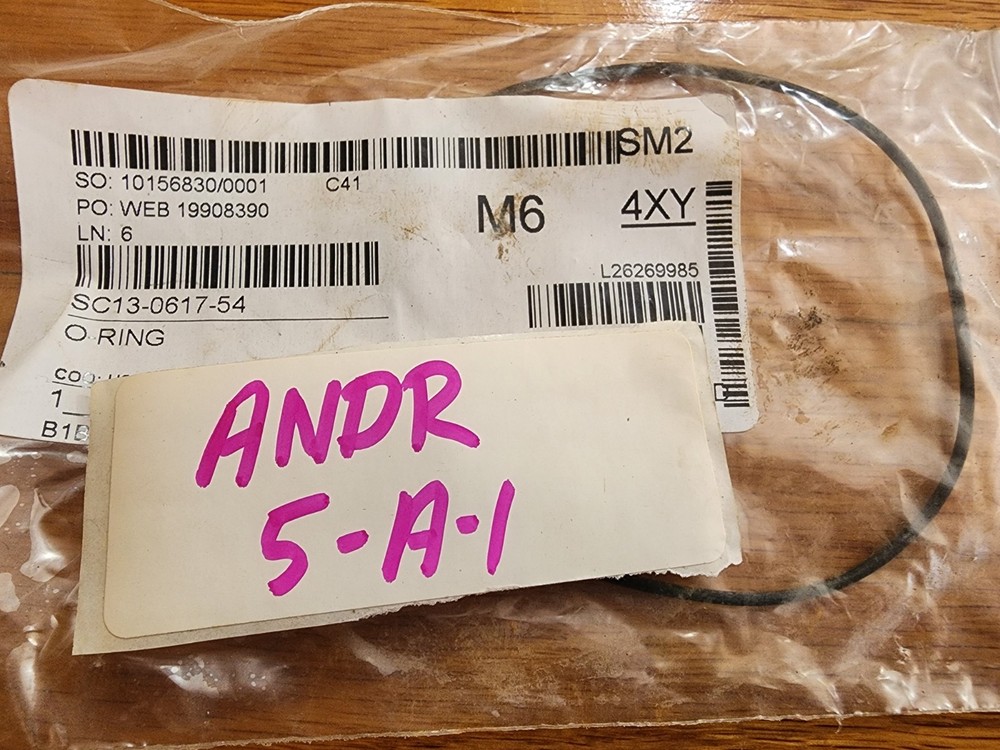 SM2
SO: 10156830/0001 C41
PO: WEB 19908390
M6 4XY
LN: 6
L26269985
SC13-0617-54
O-RING
1
ANDR
5-A-1